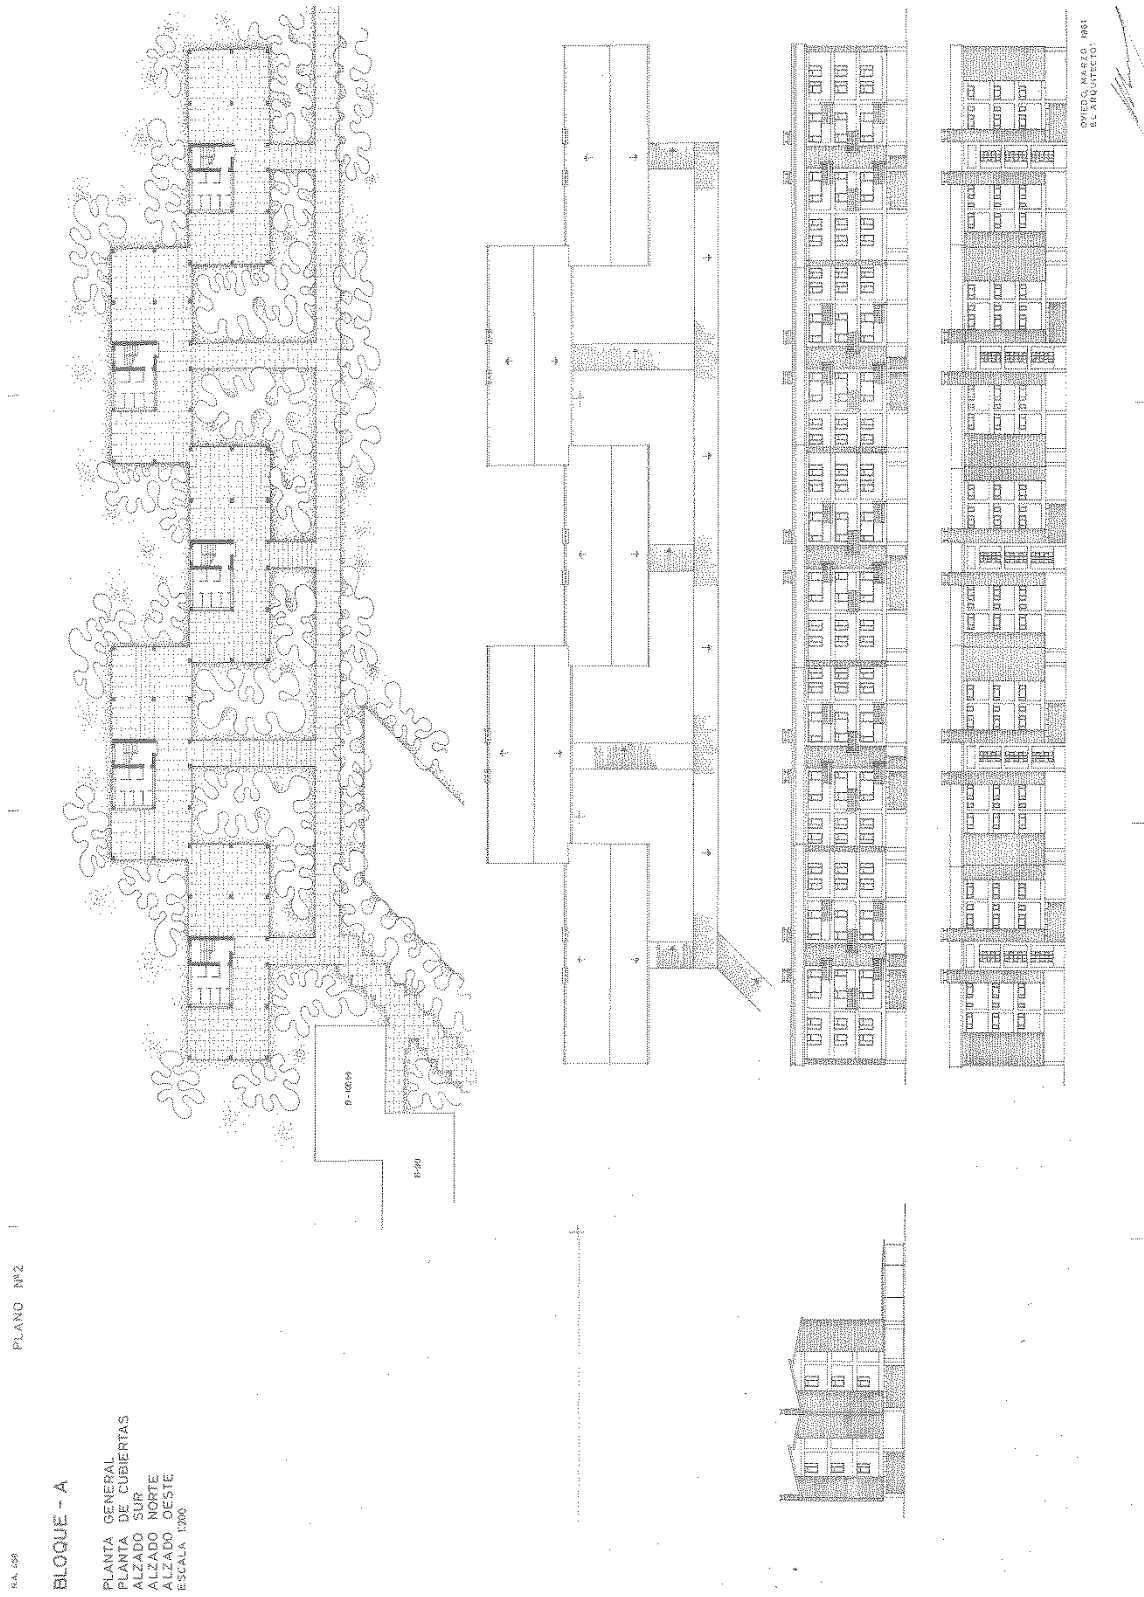 PLANO Nº2
BLOQUE - A
PLANTA GENERAL
PLANTA DE CUBIERTAS
ALZADO SUR
ALZADO NORTE
ALZADO OESTE
ESCALA 1:200
OVIEDO, MARZO 1961
EL ARQUITECTO: